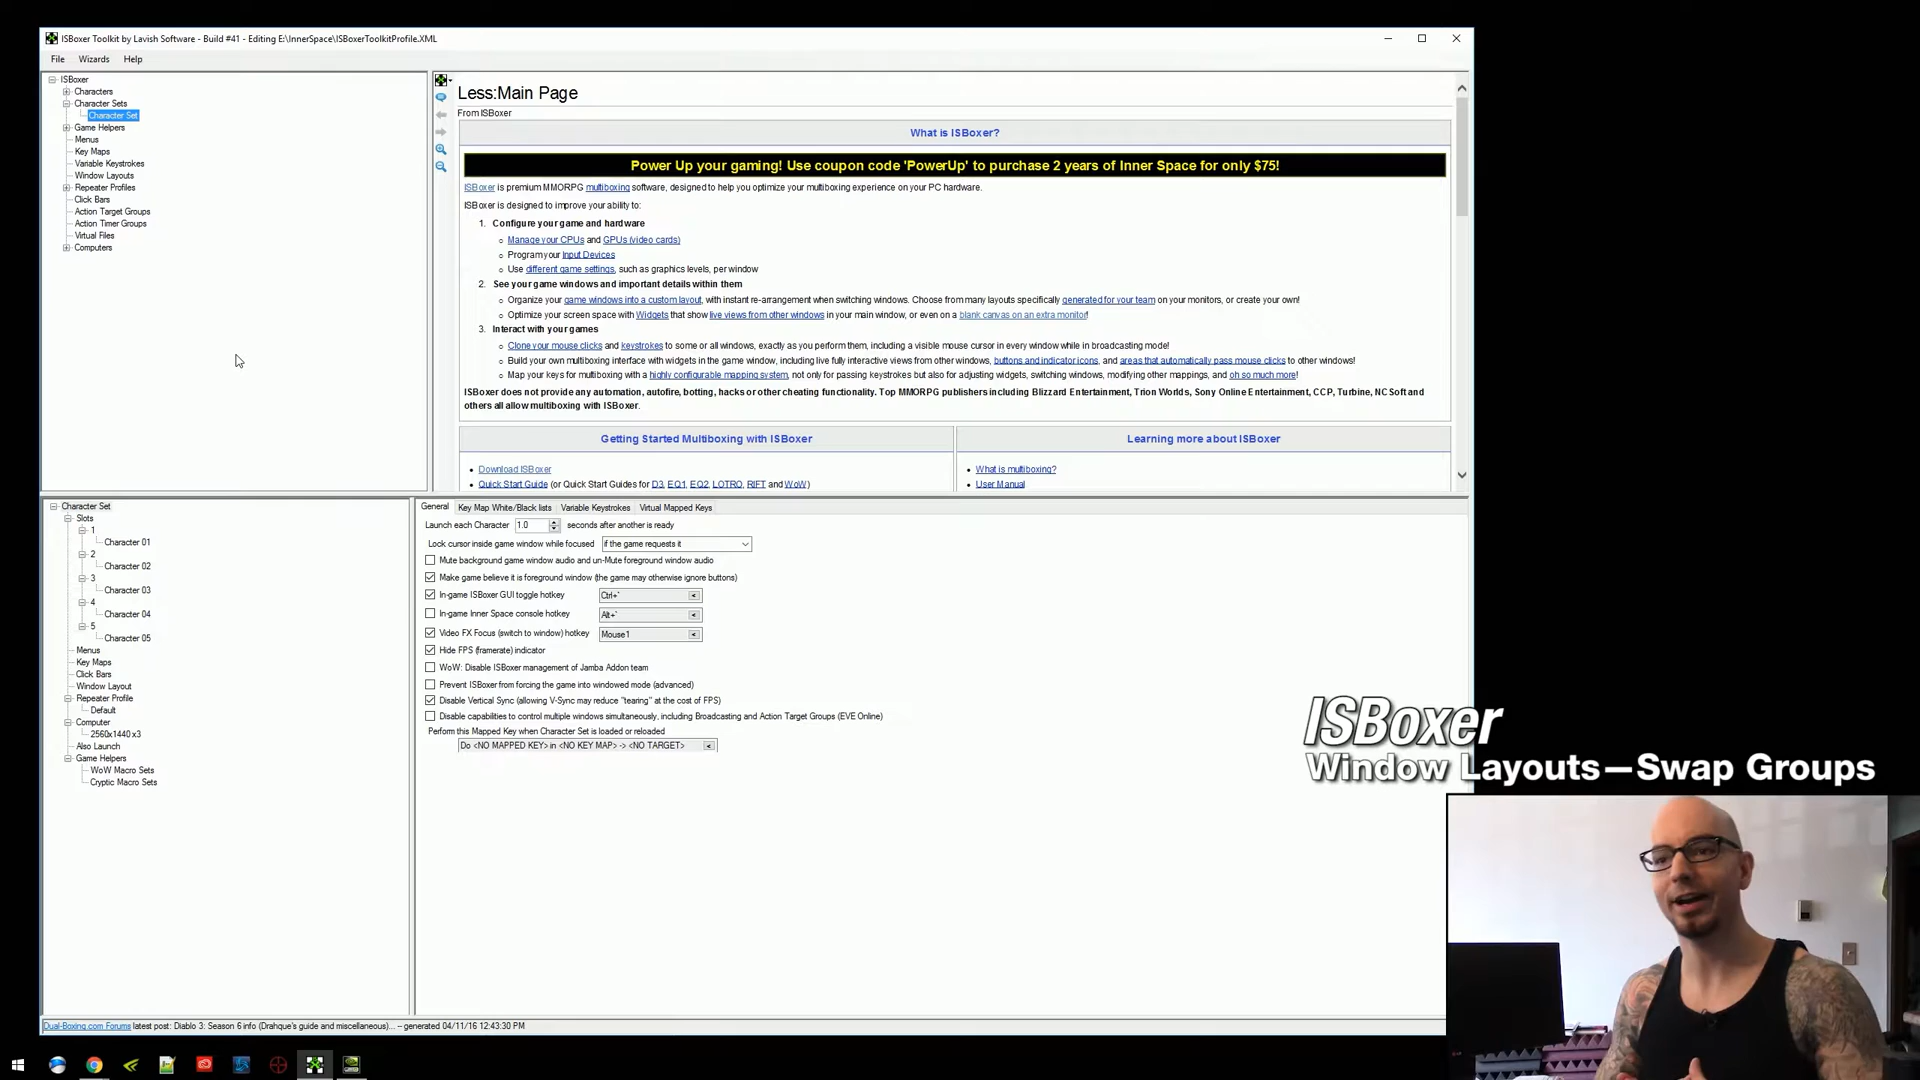 ISBoxer Toolkit by Lavish Software - Build #41 - Editing E:\InnerSpace\ISBoxerToolkitProfile.XML
File Wizards Help
ISBoxer
Characters
Character Sets
Character Set
Game Helpers
Menus
Key Maps
Variable Keystrokes
Window Layouts
Repeater Profiles
Click Bars
Action Target Groups
Action Timer Groups
Virtual Files
Computers
Less:Main Page
From ISBoxer
What is ISBoxer?
Power Up your gaming! Use coupon code 'PowerUp' to purchase 2 years of Inner Space for only $75!
ISBoxer is premium MMORPG multiboxing software, designed to help you optimize your multiboxing experience on your PC hardware.
ISBoxer is designed to improve your ability to:
1. Configure your game and hardware
Manage your CPUs and GPUs (video cards)
Program your Input Devices
Use different game settings, such as graphics levels, per window
2. See your game windows and important details within them
Organize your game windows into a custom layout, with instant re-arrangement when switching windows. Choose from many layouts specifically generated for your team on your monitors, or create your own!
Optimize your screen space with Widgets that show live views from other windows in your main window, or even on a blank canvas on an extra monitor!
3. Interact with your games
Clone your mouse clicks and keystrokes to some or all windows, exactly as you perform them, including a visible mouse cursor in every window while in broadcasting mode!
Build your own multiboxing interface with widgets in the game window, including live fully interactive views from other windows, buttons and indicator icons, and areas that automatically pass mouse clicks to other windows!
Map your keys for multiboxing with a highly configurable mapping system, not only for passing keystrokes but also for adjusting widgets, switching windows, modifying other mappings, and oh so much more!
ISBoxer does not provide any automation, autofire, botting, hacks or other cheating functionality. Top MMORPG publishers including Blizzard Entertainment, Trion Worlds, Sony Online Entertainment, CCP, Turbine, NCSoft and
others all allow multiboxing with ISBoxer.
Getting Started Multiboxing with ISBoxer
Learning more about ISBoxer
Download ISBoxer
Quick Start Guide (or Quick Start Guides for D3, EQ1, EQ2, LOTRO, RIFT and WoW)
What is multiboxing?
User Manual
Character Set
Slots
1
Character 01
2
Character 02
3
Character 03
4
Character 04
5
Character 05
Menus
Key Maps
Click Bars
Window Layout
Repeater Profile
Default
Computer
2560x1440 x3
Also Launch
Game Helpers
WoW Macro Sets
Cryptic Macro Sets
General Key Map White/Black lists Variable Keystrokes Virtual Mapped Keys
Launch each Character 1.0 seconds after another is ready
Lock cursor inside game window while focused if the game requests it
Mute background game window audio and un-Mute foreground window audio
Make game believe it is foreground window (the game may otherwise ignore buttons)
In-game ISBoxer GUI toggle hotkey Ctrl+` <
In-game Inner Space console hotkey Alt+` <
Video FX Focus (switch to window) hotkey Mouse1 <
Hide FPS (framerate) indicator
WoW: Disable ISBoxer management of Jamba Addon team
Prevent ISBoxer from forcing the game into windowed mode (advanced)
Disable Vertical Sync (allowing V-Sync may reduce "tearing" at the cost of FPS)
Disable capabilities to control multiple windows simultaneously, including Broadcasting and Action Target Groups (EVE Online)
Perform this Mapped Key when Character Set is loaded or reloaded
Do <NO MAPPED KEY> in <NO KEY MAP> -> <NO TARGET> <
ISBoxer
Window Layouts—Swap Groups
Dual-Boxing.com Forums latest post: Diablo 3: Season 6 info (Drahque's guide and miscellaneous)... -- generated 04/11/16 12:43:30 PM